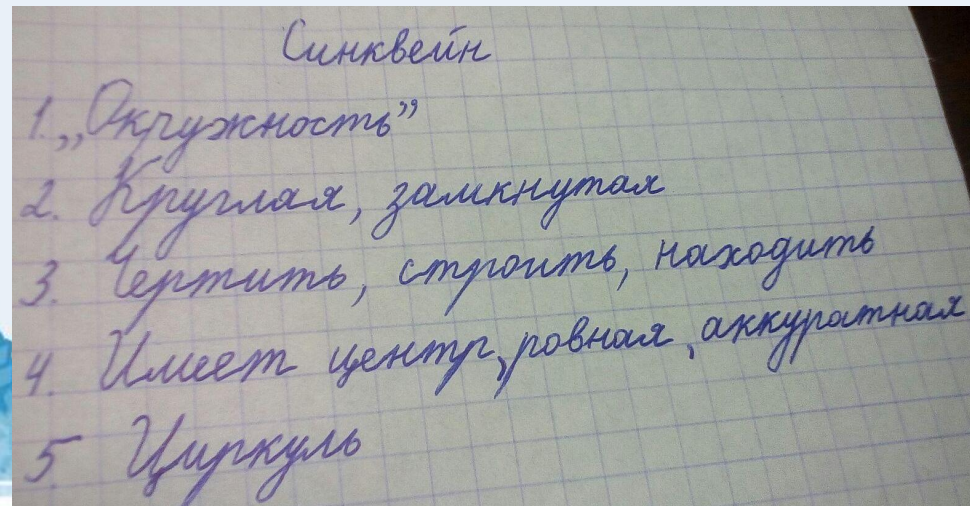 Синквейн
1. „Окружность”
2. Круглая, замкнутая
3. Чертить, строить, находить
4. Имеет центр, ровная, аккуратная
5 Циркуль